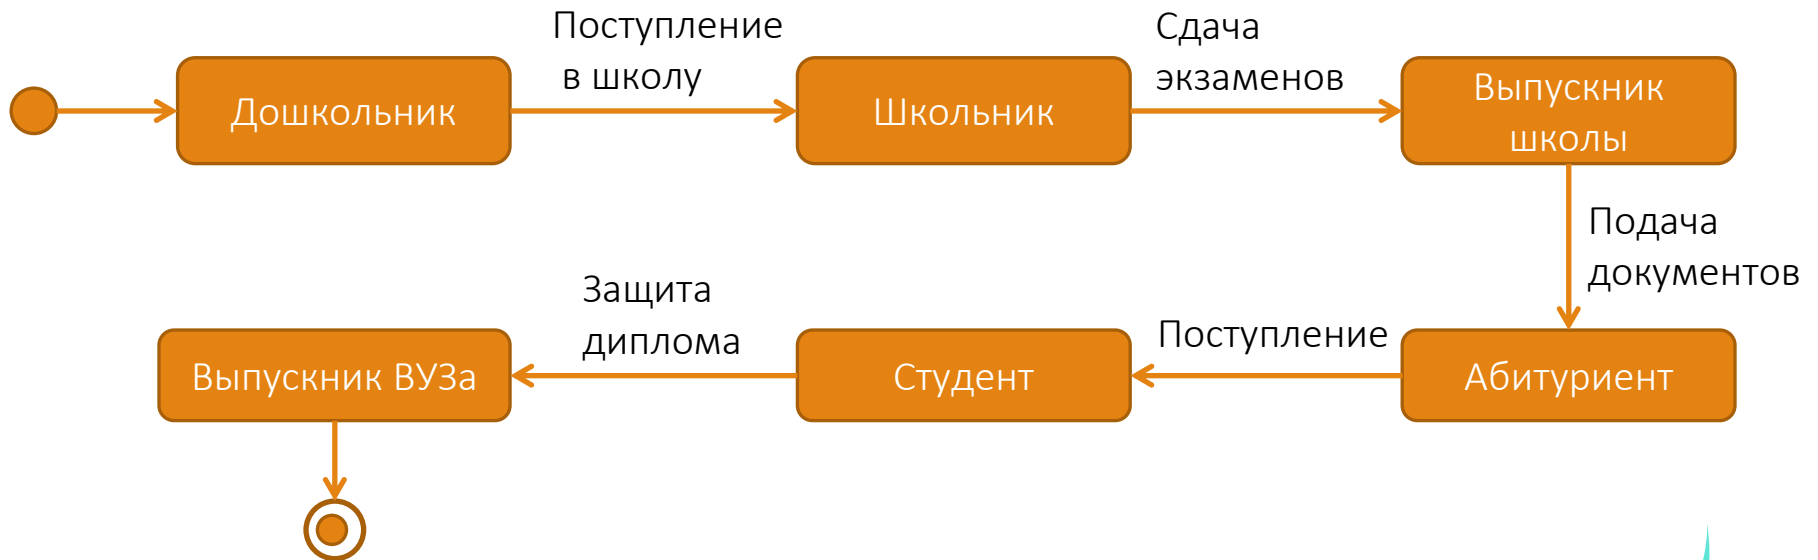 Поступление
в школу
Сдача
экзаменов
Дошкольник
Школьник
Выпускник
школы
Подача
документов
Защита
диплома
Поступление
Выпускник ВУЗа
Студент
Абитуриент